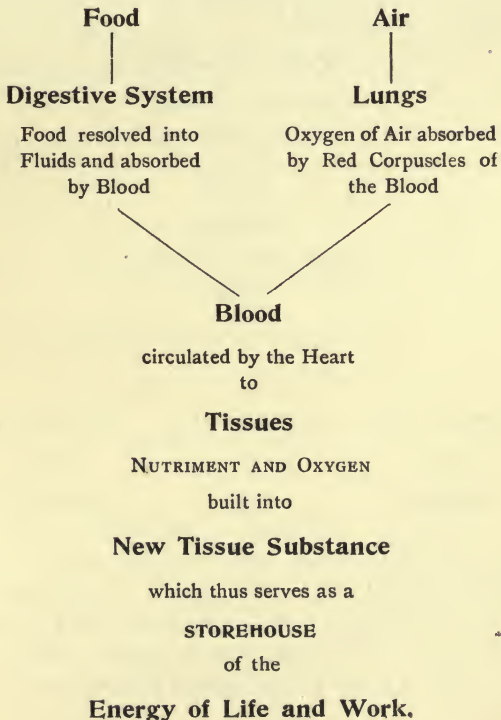 Food
Air
Digestive System
Lungs
Food resolved into
Fluids and absorbed
by Blood
Oxygen of Air absorbed
by Red Corpuscles of
the Blood
Blood
circulated by the Heart
to
Tissues
NUTRIMENT AND OXYGEN
built into
New Tissue Substance
which thus serves as a
STOREHOUSE
of the
Energy of Life and Work.